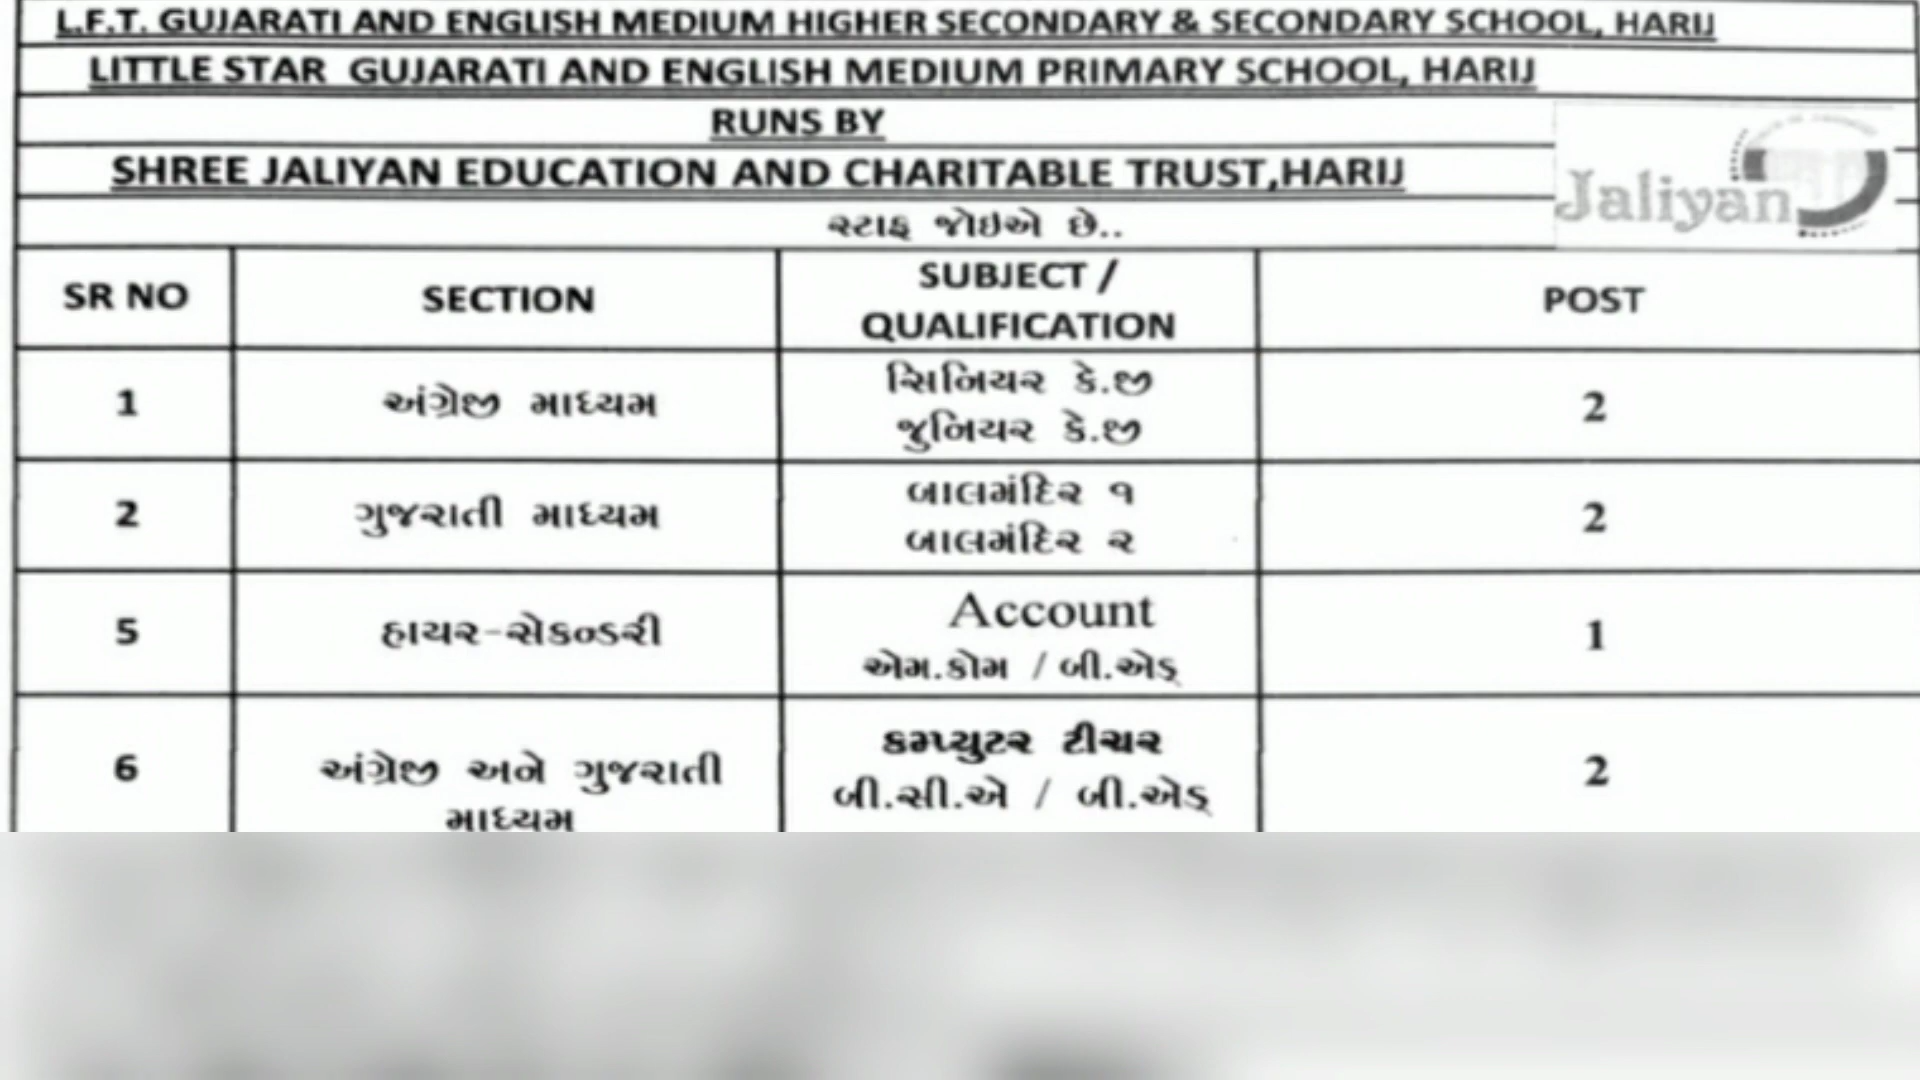 L.F.T. GUJARATI AND ENGLISH MEDIUM HIGHER SECONDARY & SECONDARY SCHOOL, HARIJ
LITTLE STAR GUJARATI AND ENGLISH MEDIUM PRIMARY SCHOOL, HARIJ
RUNS BY
SHREE JALIYAN EDUCATION AND CHARITABLE TRUST,HARIJ
Jaliyan
સ્ટાફ જોઇએ છે..
SR NO SECTION SUBJECT / QUALIFICATION POST
1 અંગ્રેજી માધ્યમ સિનિયર કે.જી 2
જુનિયર કે.જી
2 ગુજરાતી માધ્યમ બાલમંદિર ૧ 2
બાલમંદિર ૨
5 હાયર-સેકન્ડરી Account 1
એમ.કોમ / બી.એડ્
6 અંગ્રેજી અને ગુજરાતી કમ્પ્યુટર ટીચર 2
માધ્યમ બી.સી.એ / બી.એડ્